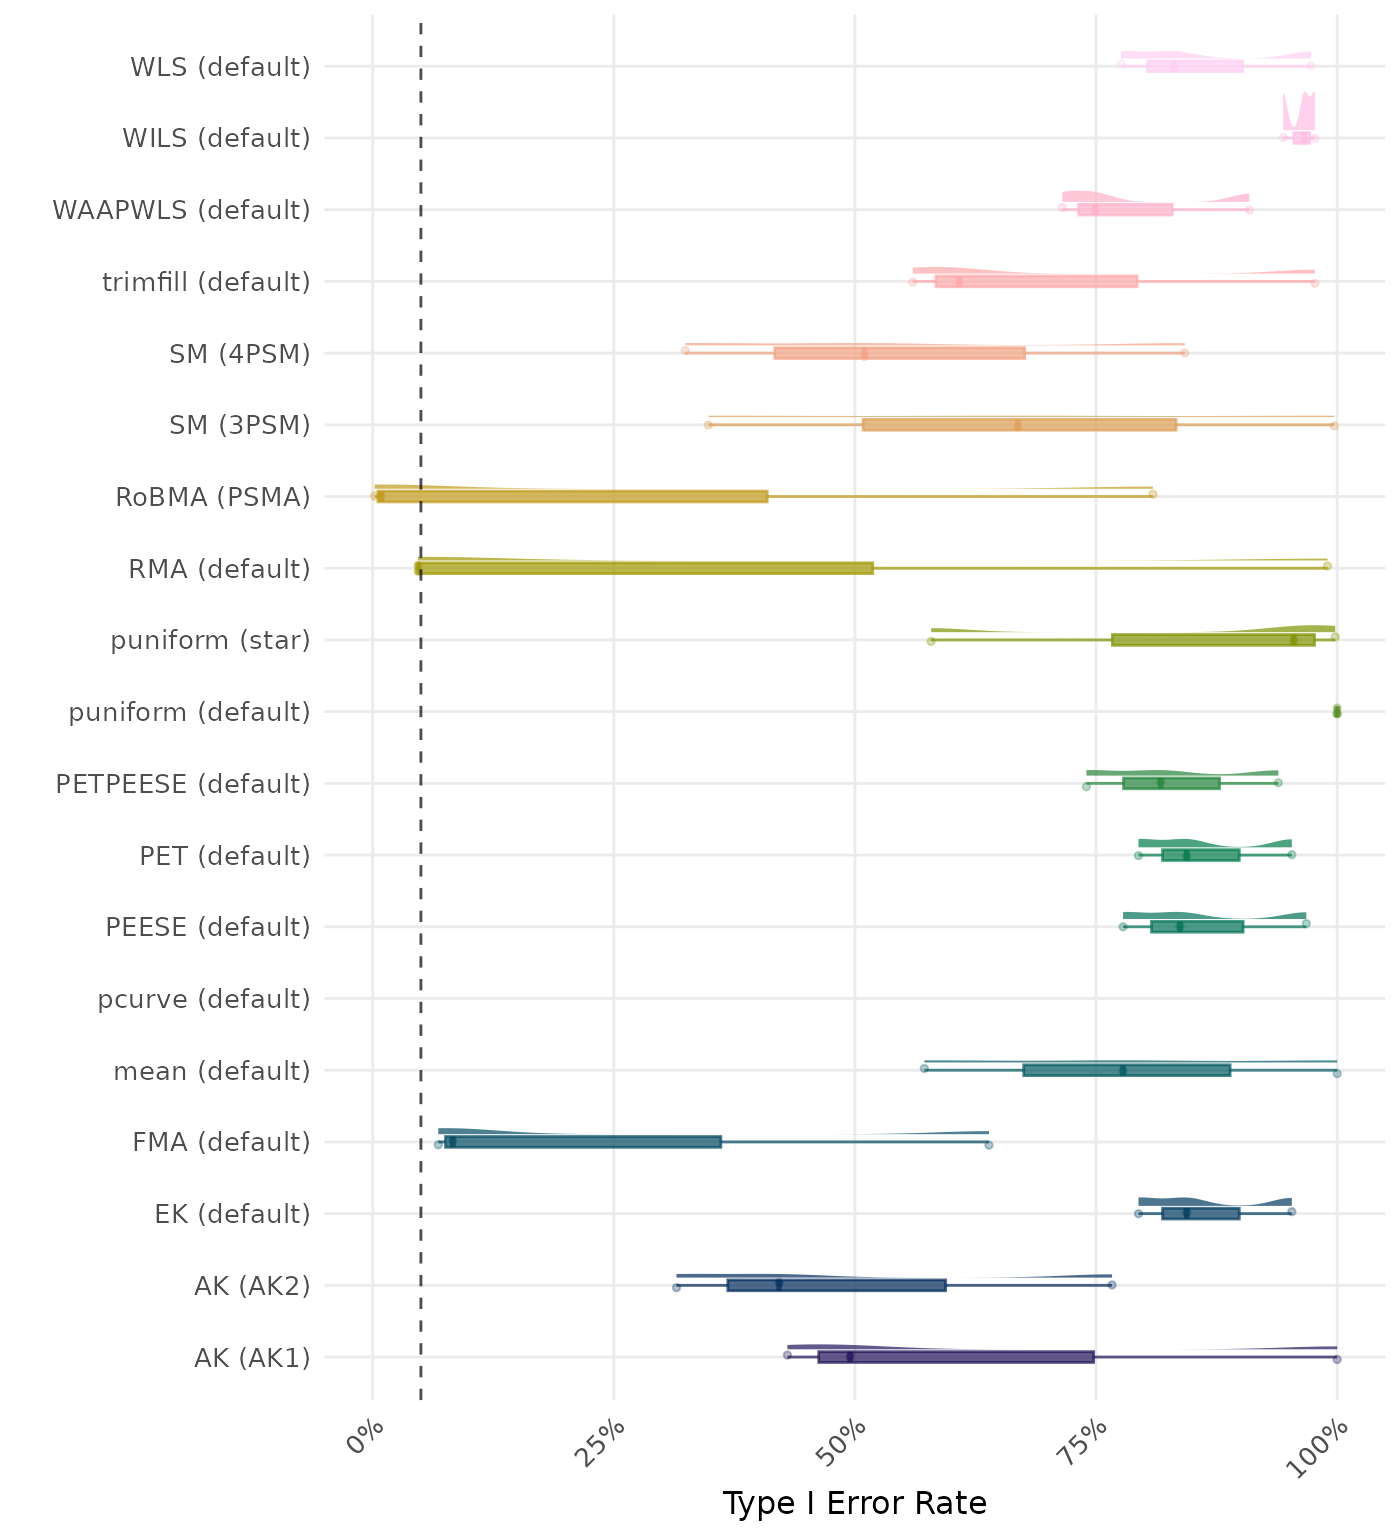 WLS (default)
WILS (default)
WAAPWLS (default)
trimfill (default)
SM (4PSM)
SM (3PSM)
RoBMA (PSMA)
RMA (default)
puniform (star)
puniform (default)
PETPEESE (default)
PET (default)
PEESE (default)
pcurve (default)
mean (default)
FMA (default)
EK (default)
AK (AK2)
AK (AK1)
0% 25% 50% 75% 100%
Type I Error Rate